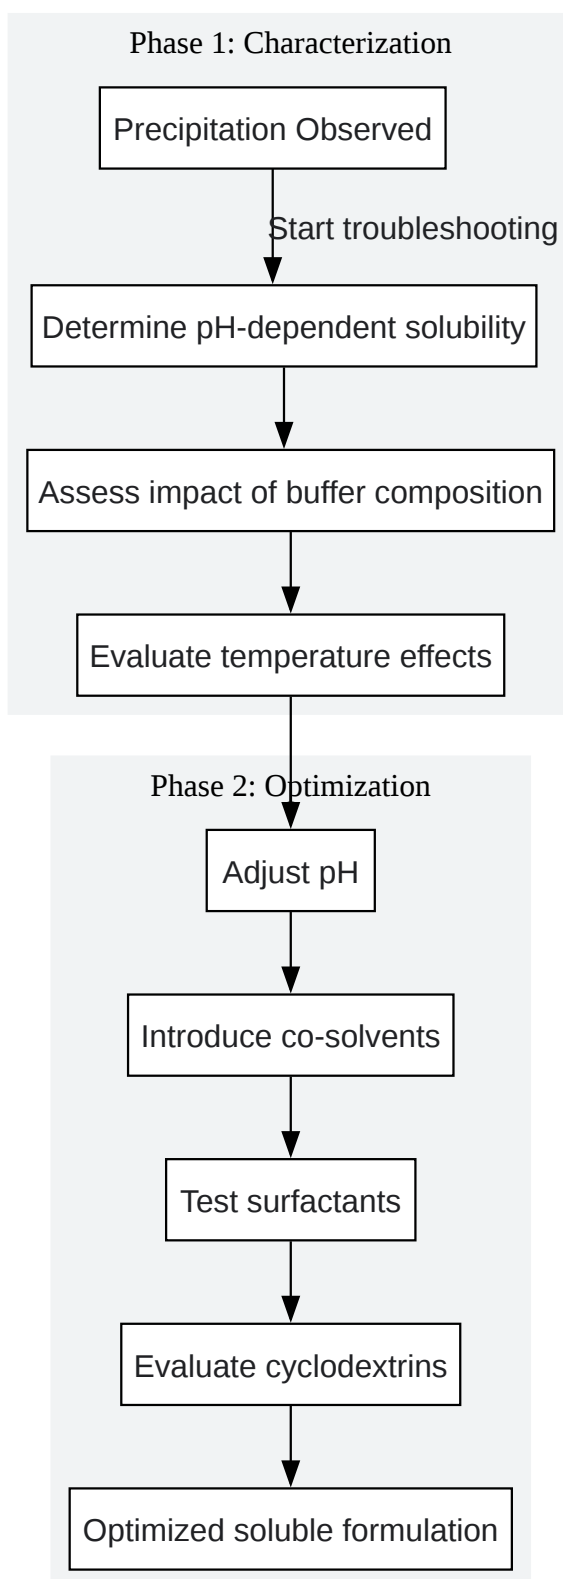 Phase 1: Characterization
Precipitation Observed
Start troubleshooting
Determine pH-dependent solubility
Assess impact of buffer composition
Evaluate temperature effects
Phase 2: Optimization
Adjust pH
Introduce co-solvents
Test surfactants
Evaluate cyclodextrins
Optimized soluble formulation